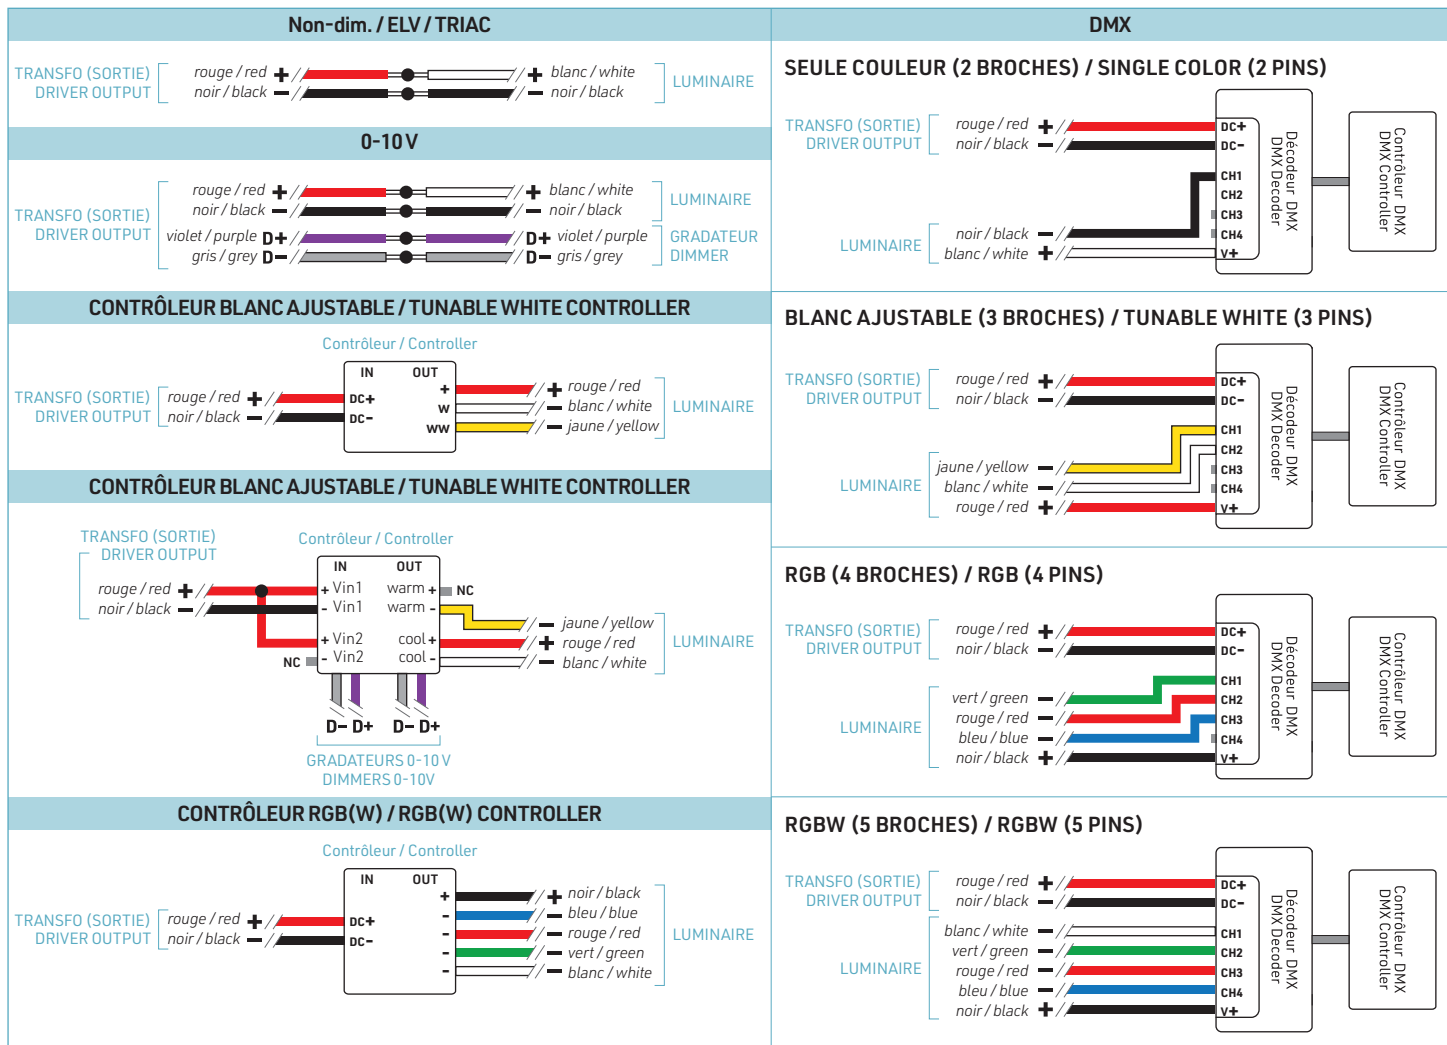 Non-dim. / ELV / TRIAC
TRANSFO (SORTIE)
DRIVER OUTPUT
rouge / red +
noir / black −
+ blanc / white
− noir / black
LUMINAIRE
0-10 V
TRANSFO (SORTIE)
DRIVER OUTPUT
rouge / red +
noir / black −
violet / purple D+
gris / grey D−
+ blanc / white
− noir / black
D+ violet / purple
D− gris / grey
LUMINAIRE
GRADATEUR
DIMMER
CONTRÔLEUR BLANC AJUSTABLE / TUNABLE WHITE CONTROLLER
Contrôleur / Controller
TRANSFO (SORTIE)
DRIVER OUTPUT
rouge / red +
noir / black −
IN OUT
DC+
DC−
+
W
WW
+ rouge / red
− blanc / white
− jaune / yellow
LUMINAIRE
CONTRÔLEUR BLANC AJUSTABLE / TUNABLE WHITE CONTROLLER
TRANSFO (SORTIE)
DRIVER OUTPUT
Contrôleur / Controller
rouge / red +
noir / black −
IN OUT
+ Vin1 warm + NC
- Vin1 warm -
+ Vin2 cool +
NC - Vin2 cool -
− jaune / yellow
+ rouge / red
− blanc / white
LUMINAIRE
D− D+ D− D+
GRADATEURS 0-10 V
DIMMERS 0-10V
CONTRÔLEUR RGB(W) / RGB(W) CONTROLLER
Contrôleur / Controller
TRANSFO (SORTIE)
DRIVER OUTPUT
rouge / red +
noir / black −
IN OUT
DC+
DC−
+
-
-
-
-
+ noir / black
− bleu / blue
− rouge / red
− vert / green
− blanc / white
LUMINAIRE
DMX
SEULE COULEUR (2 BROCHES) / SINGLE COLOR (2 PINS)
TRANSFO (SORTIE)
DRIVER OUTPUT
rouge / red +
noir / black −
LUMINAIRE
noir / black −
blanc / white +
DC+
DC−
CH1
CH2
CH3
CH4
V+
Décodeur DMX
DMX Decoder
Contrôleur DMX
DMX Controller
BLANC AJUSTABLE (3 BROCHES) / TUNABLE WHITE (3 PINS)
TRANSFO (SORTIE)
DRIVER OUTPUT
rouge / red +
noir / black −
LUMINAIRE
jaune / yellow −
blanc / white −
rouge / red +
DC+
DC−
CH1
CH2
CH3
CH4
V+
Décodeur DMX
DMX Decoder
Contrôleur DMX
DMX Controller
RGB (4 BROCHES) / RGB (4 PINS)
TRANSFO (SORTIE)
DRIVER OUTPUT
rouge / red +
noir / black −
LUMINAIRE
vert / green −
rouge / red −
bleu / blue −
noir / black +
DC+
DC−
CH1
CH2
CH3
CH4
V+
Décodeur DMX
DMX Decoder
Contrôleur DMX
DMX Controller
RGBW (5 BROCHES) / RGBW (5 PINS)
TRANSFO (SORTIE)
DRIVER OUTPUT
rouge / red +
noir / black −
LUMINAIRE
blanc / white −
vert / green −
rouge / red −
bleu / blue −
noir / black +
DC+
DC−
CH1
CH2
CH3
CH4
V+
Décodeur DMX
DMX Decoder
Contrôleur DMX
DMX Controller